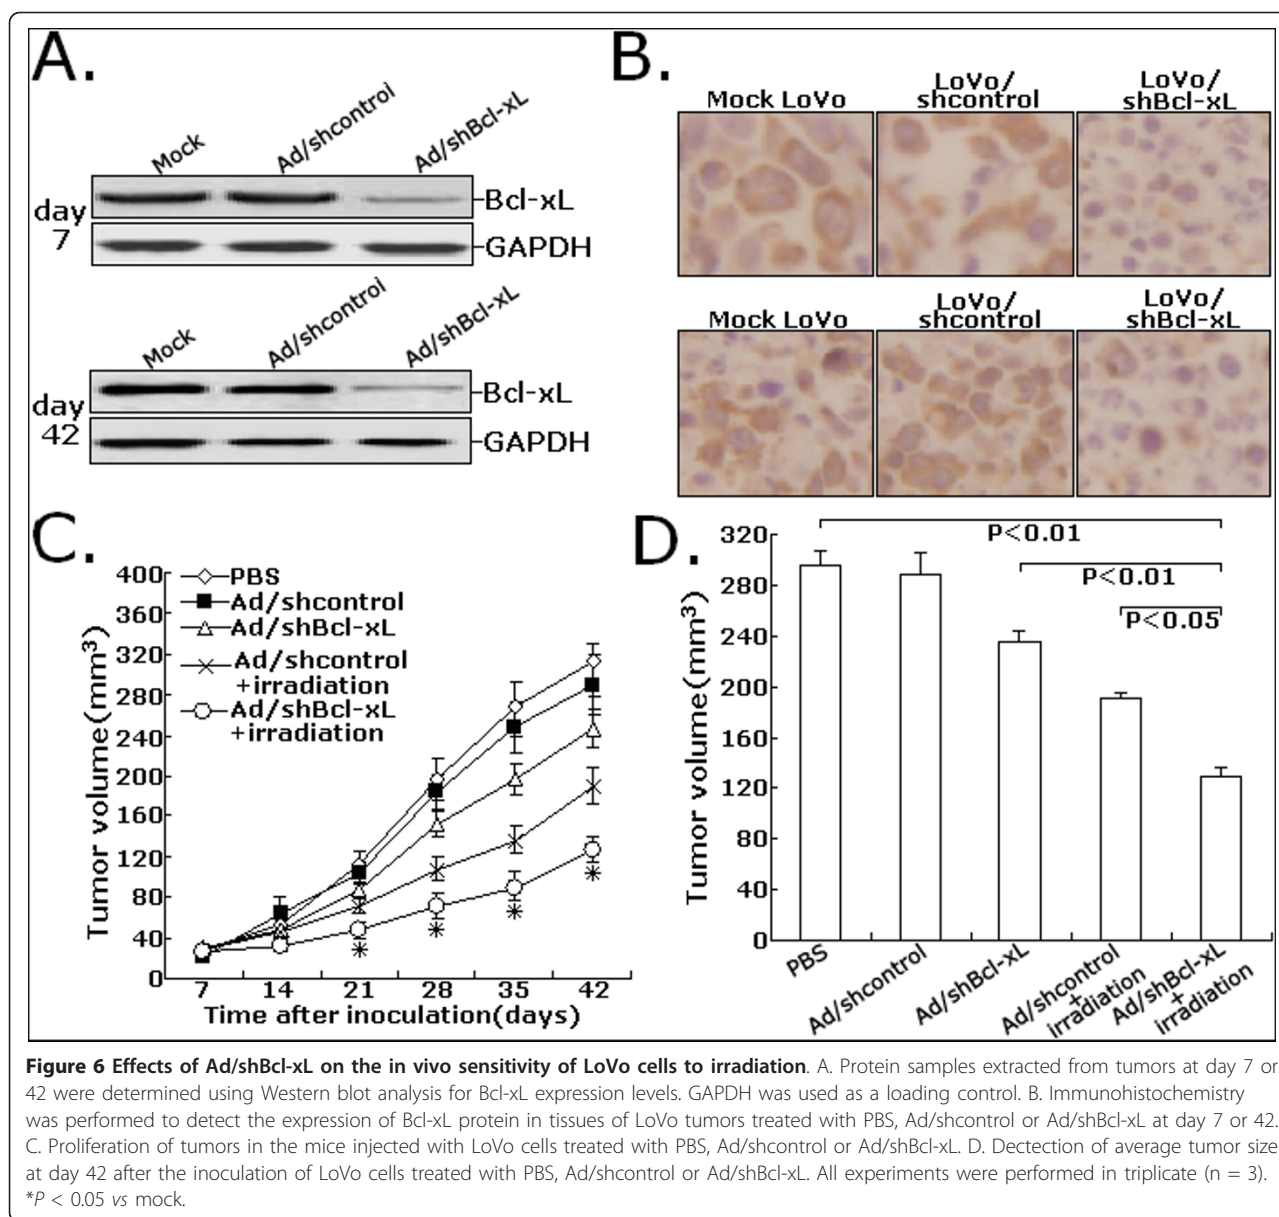 A.
Mock
Ad/shcontrol
Ad/shBcl-xL
day
7
Bcl-xL
GAPDH
Mock
Ad/shcontrol
Ad/shBcl-xL
day
42
Bcl-xL
GAPDH
B.
Mock LoVo
LoVo/
shcontrol
LoVo/
shBcl-xL
Mock LoVo
LoVo/
shcontrol
LoVo/
shBcl-xL
C.
Tumor volume(mm³)
400
360
320
280
240
200
160
120
80
40
0
PBS
Ad/shcontrol
Ad/shBcl-xL
Ad/shcontrol
+irradiation
Ad/shBcl-xL
+irradiation
* * * *
7 14 21 28 35 42
Time after inoculation(days)
D.
Tumor volume(mm³)
320
280
240
200
160
120
80
40
0
P<0.01
P<0.01
P<0.05
PBS
Ad/shcontrol
Ad/shBcl-xL
Ad/shcontrol
+
irradiation
Ad/shBcl-xL
+
irradiation
Figure 6 Effects of Ad/shBcl-xL on the in vivo sensitivity of LoVo cells to irradiation. A. Protein samples extracted from tumors at day 7 or
42 were determined using Western blot analysis for Bcl-xL expression levels. GAPDH was used as a loading control. B. Immunohistochemistry
was performed to detect the expression of Bcl-xL protein in tissues of LoVo tumors treated with PBS, Ad/shcontrol or Ad/shBcl-xL at day 7 or 42.
C. Proliferation of tumors in the mice injected with LoVo cells treated with PBS, Ad/shcontrol or Ad/shBcl-xL. D. Dectection of average tumor size
at day 42 after the inoculation of LoVo cells treated with PBS, Ad/shcontrol or Ad/shBcl-xL. All experiments were performed in triplicate (n = 3).
*P < 0.05 vs mock.